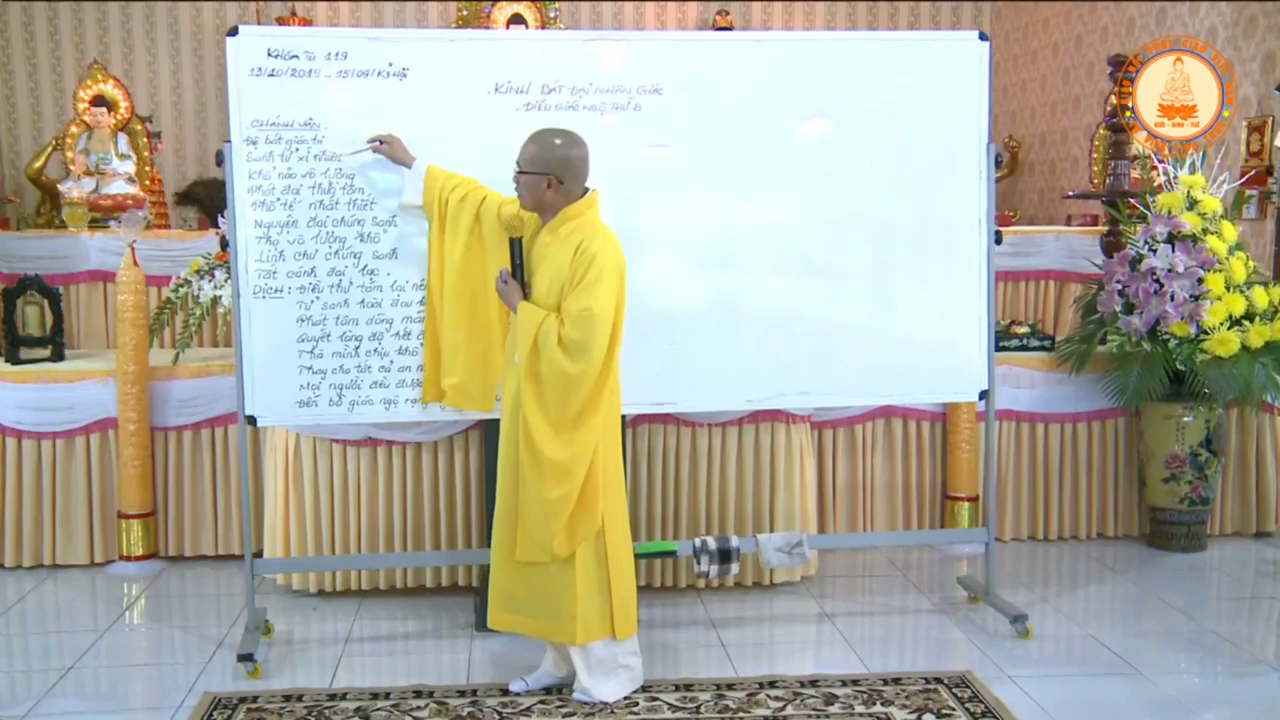 Khóa Tu 119
13/10/2019 - 15/09/Kỷ Hợi
KINH BÁT ĐẠI NHÂN GIÁC
ĐIỀU GIÁC NGỘ THỨ 8
CHÁNH VĂN:
Đệ bát giác tri
Sanh tử xí nhiên
Khổ não vô lượng
Phát đại thừa tâm
Phổ tế nhất thiết
Nguyện đại chúng sanh
Thọ vô lượng khổ
Linh chư chúng sanh
Tất cánh đại lạc.
DỊCH: Điều thứ tám lại
Tử sanh hoài
Phát tâm dõng
Quyết lòng độ hết
Thà mình chịu khổ
Thay cho tất cả an
Mọi người đều được
Đến bờ giác ngộ rạng
GIỚI - ĐỊNH - TUỆ